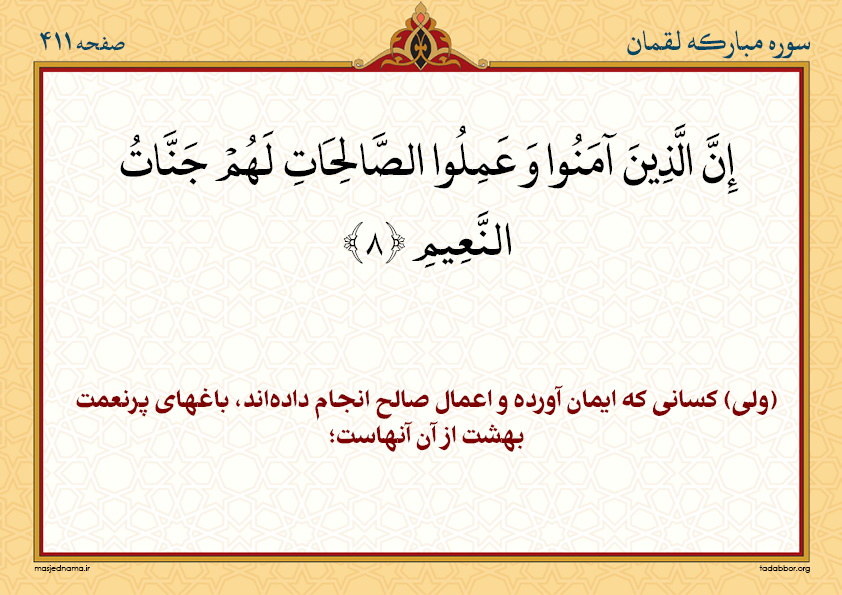 سوره مبارکه لقمان
صفحه ۴۱۱
إِنَّ الَّذِينَ آمَنُوا وَ عَمِلُوا الصَّالِحَاتِ لَهُمْ جَنَّاتُ
النَّعِيمِ ﴿۸﴾
(ولی) کسانی که ایمان آورده و اعمال صالح انجام داده‌اند، باغهای پرنعمت
بهشت از آن آنهاست؛
masjednama.ir
tadabbor.org